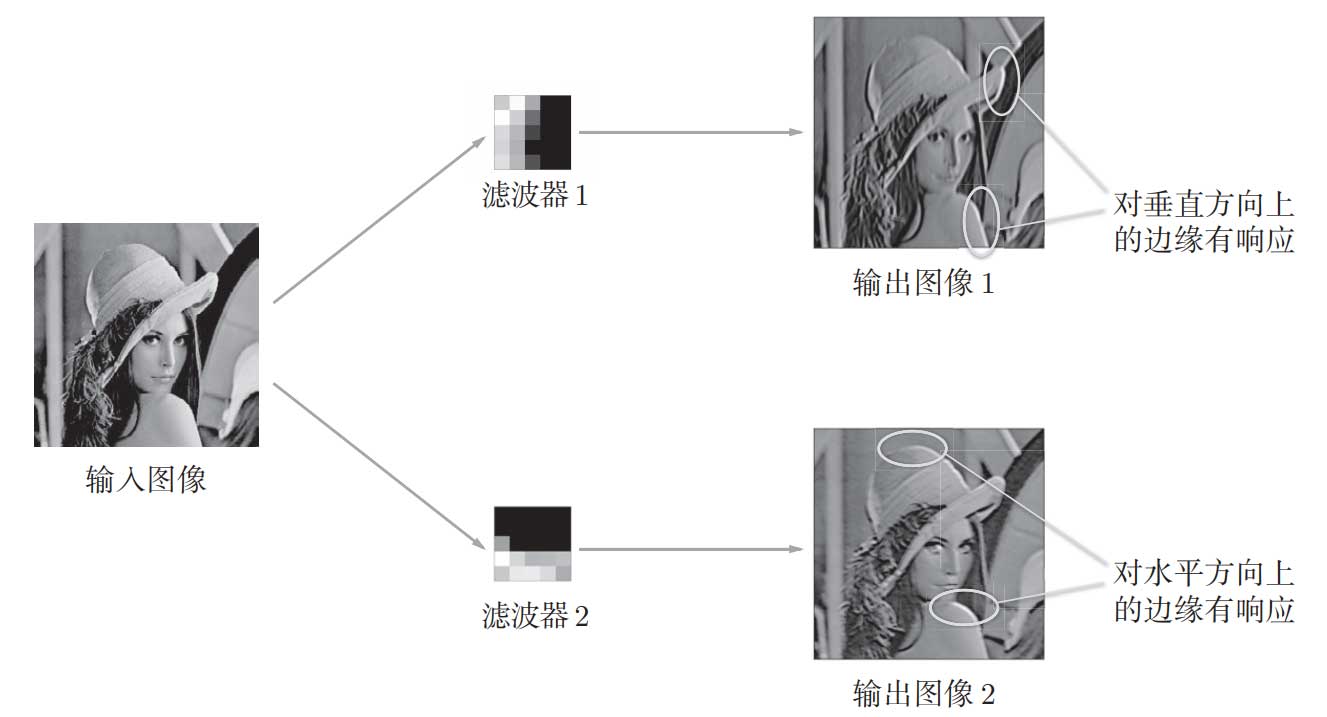 滤波器 1
对垂直方向上
的边缘有响应
输出图像 1
输入图像
滤波器 2
对水平方向上
的边缘有响应
输出图像 2